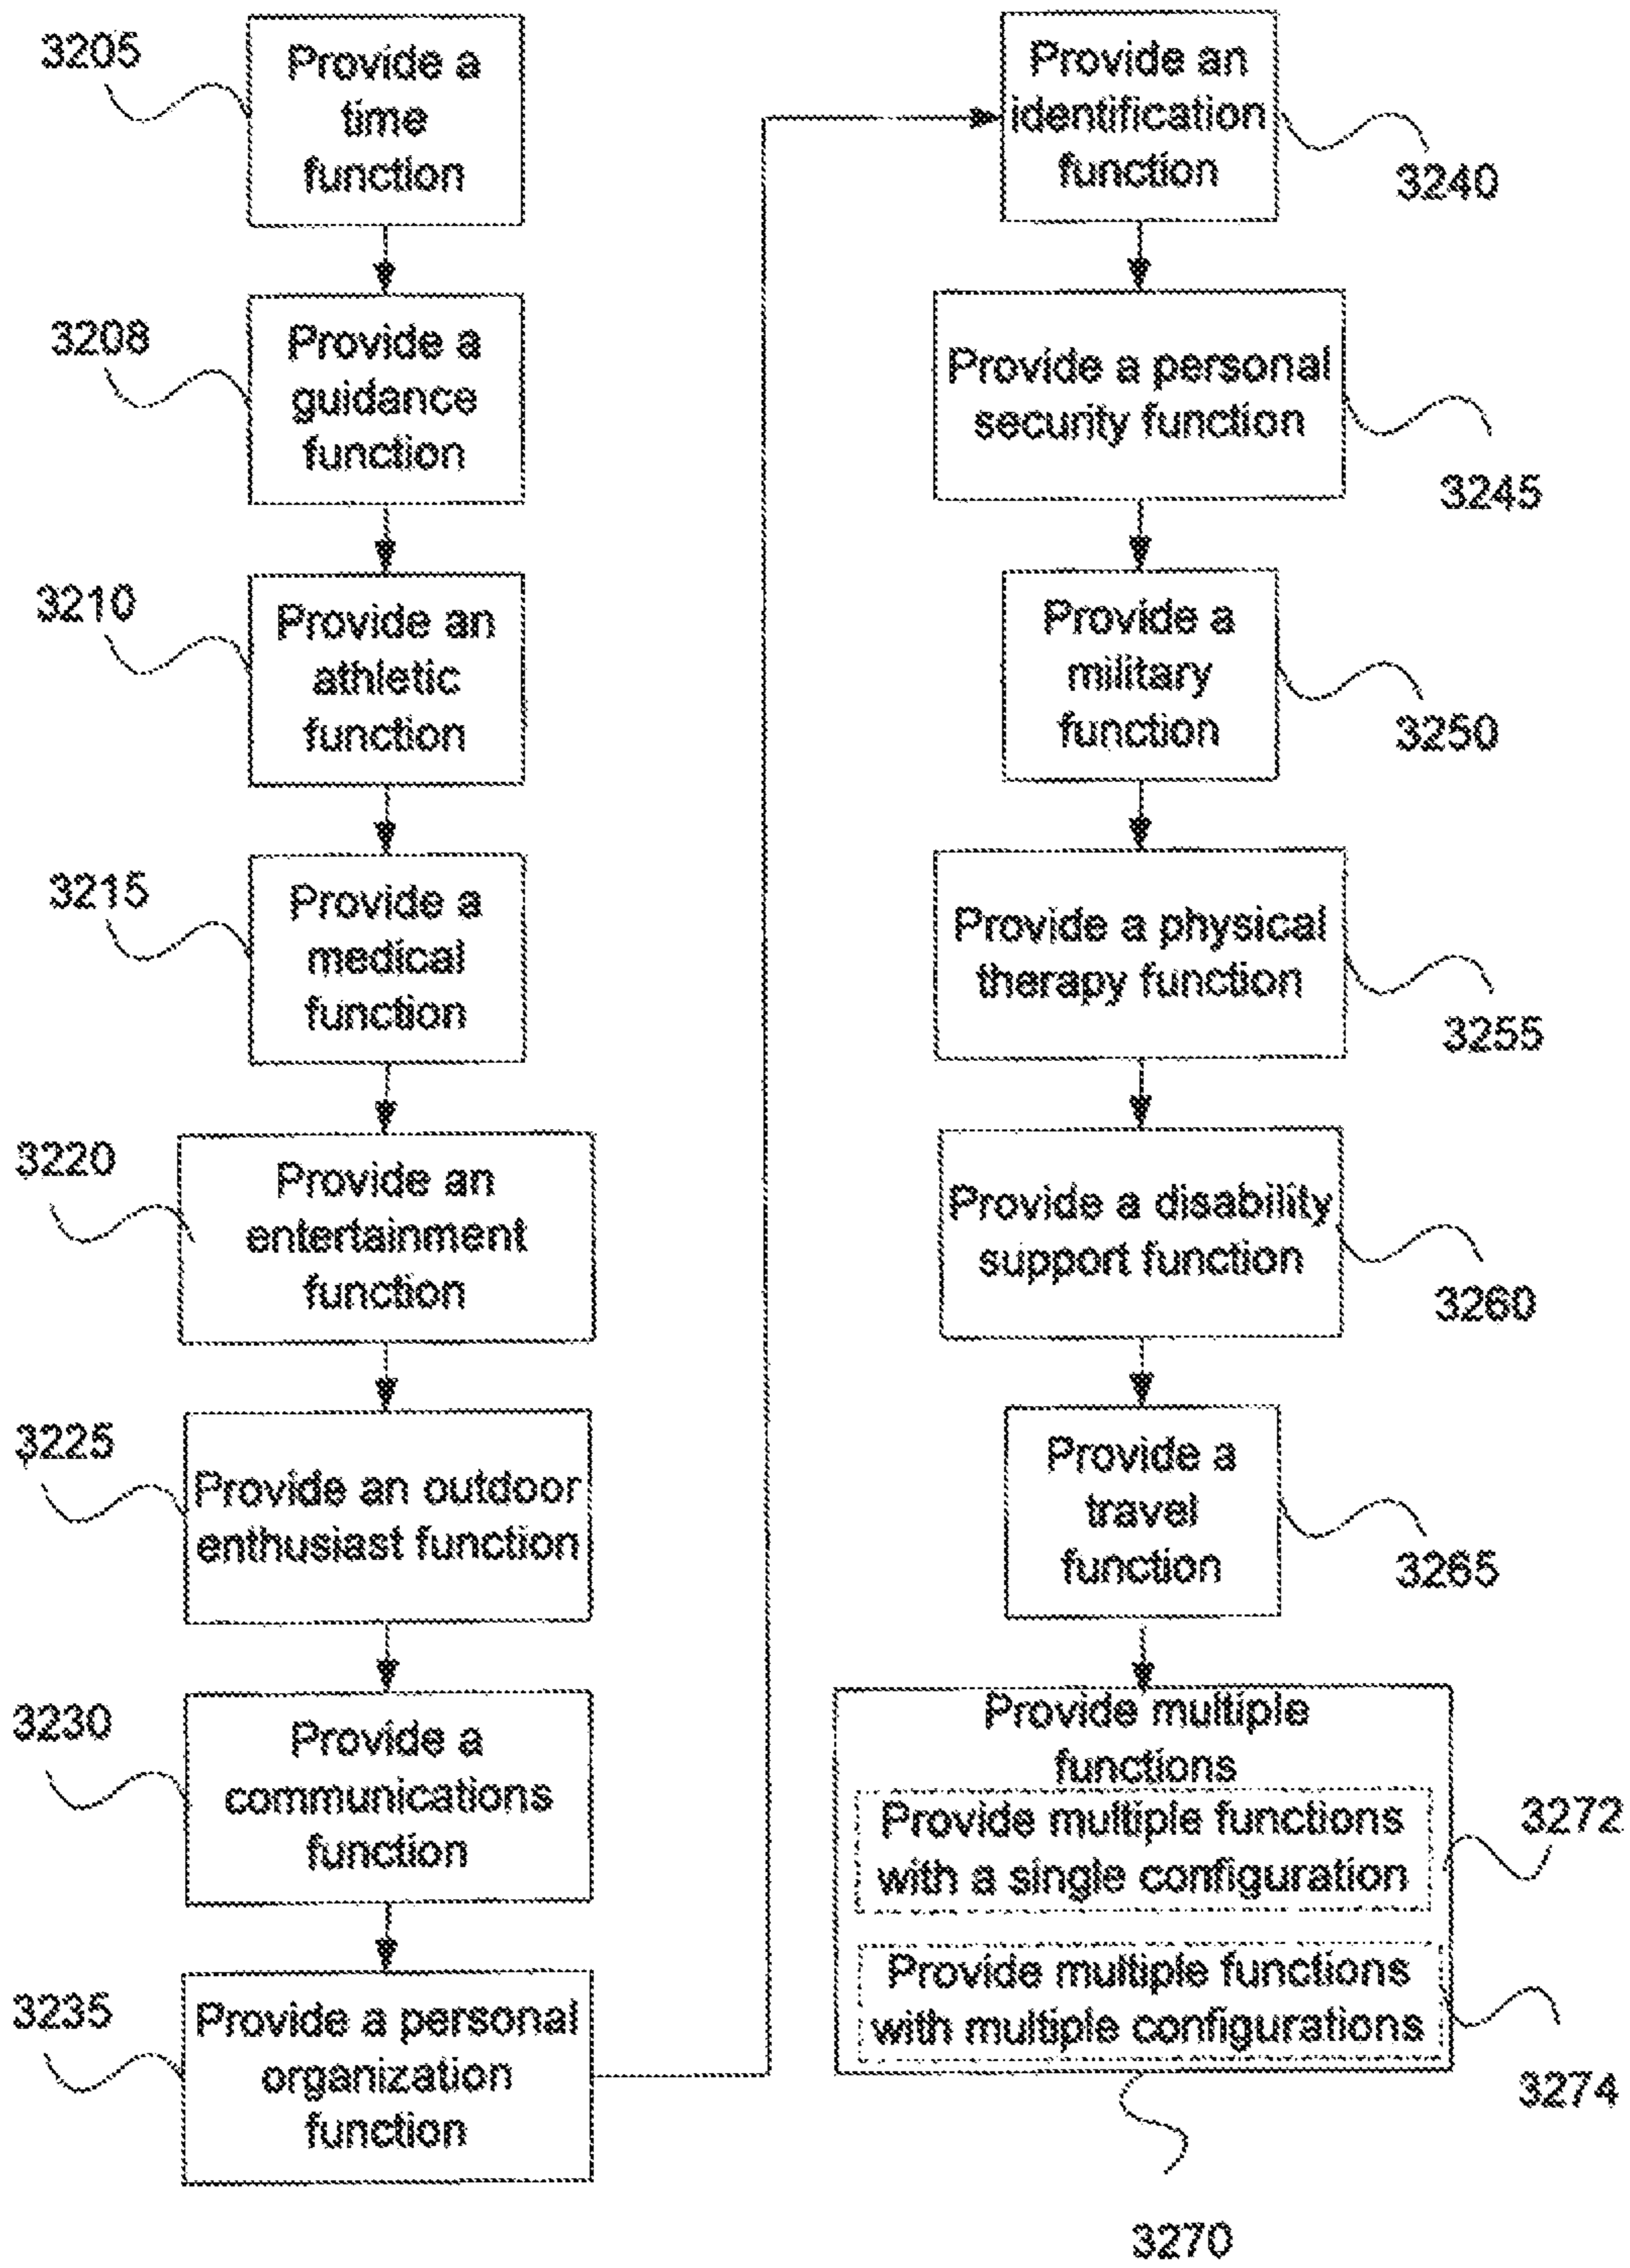 3205
Provide a
time
function
3208
Provide a
guidance
function
3210
Provide an
athletic
function
3215
Provide a
medical
function
3220
Provide an
entertainment
function
3225
Provide an outdoor
enthusiast function
3230
Provide a
communications
function
3235
Provide a personal
organization
function
Provide an
identification
function
3240
Provide a personal
security function
3245
Provide a
military
function
3250
Provide a physical
therapy function
3255
Provide a disability
support function
3260
Provide a
travel
function
3265
Provide multiple
functions
Provide multiple functions
with a single configuration
3272
Provide multiple functions
with multiple configurations
3274
3270